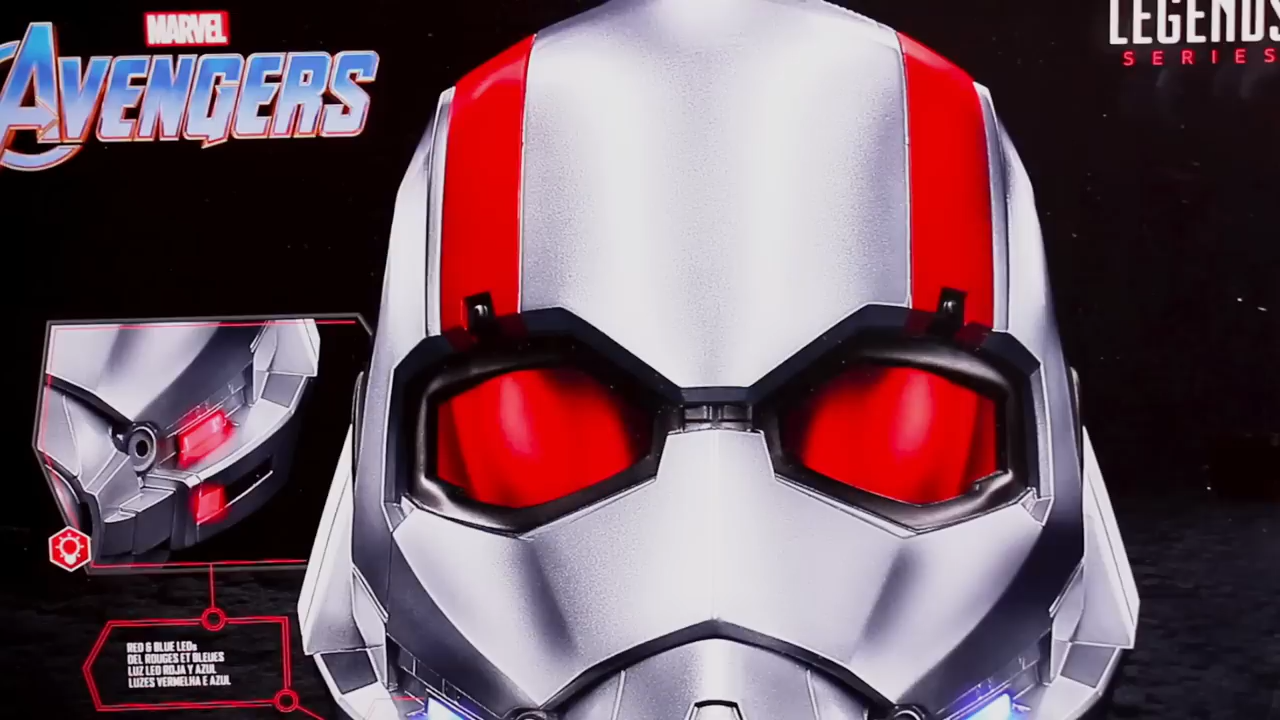 MARVEL
AVENGERS
LEGENDS
SERIES
RED & BLUE LEDs
DEL ROUGES ET BLEUES
LUZ LED ROJA Y AZUL
LUZES VERMELHA E AZUL